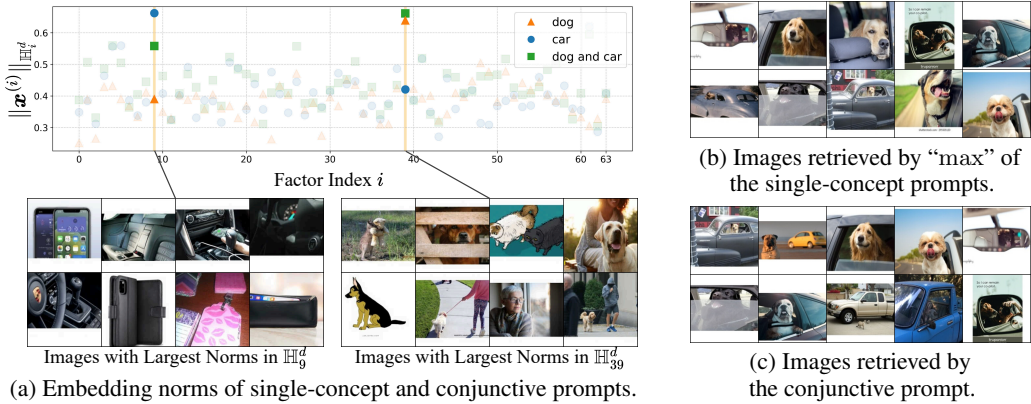 dog
car
dog and car
0.6
0.5
0.4
0.3
||x^(i)||_ℍ_i^d
0 10 20 30 40 50 60 63
Factor Index i
Images with Largest Norms in ℍ_9^d
Images with Largest Norms in ℍ_39^d
(a) Embedding norms of single-concept and conjunctive prompts.
(b) Images retrieved by “max” of
the single-concept prompts.
(c) Images retrieved by
the conjunctive prompt.